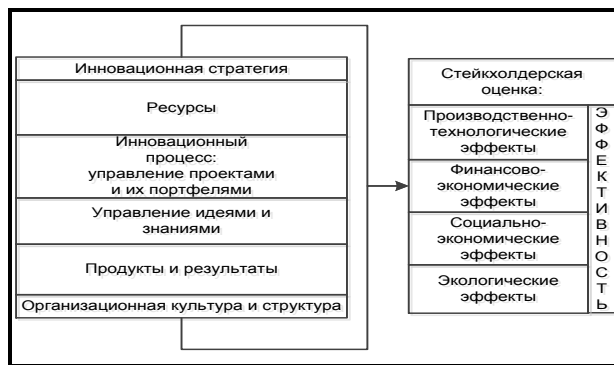 Инновационная стратегия
Ресурсы
Инновационный
процесс:
управление проектами
и их портфелями
Управление идеями и
знаниями
Продукты и результаты
Организационная культура и структура
Стейкхолдерская
оценка:
Производственно-
технологические
эффекты
Финансово-
экономические
эффекты
Социально-
экономические
эффекты
Экологические
эффекты
ЭФФЕКТИВНОСТЬ